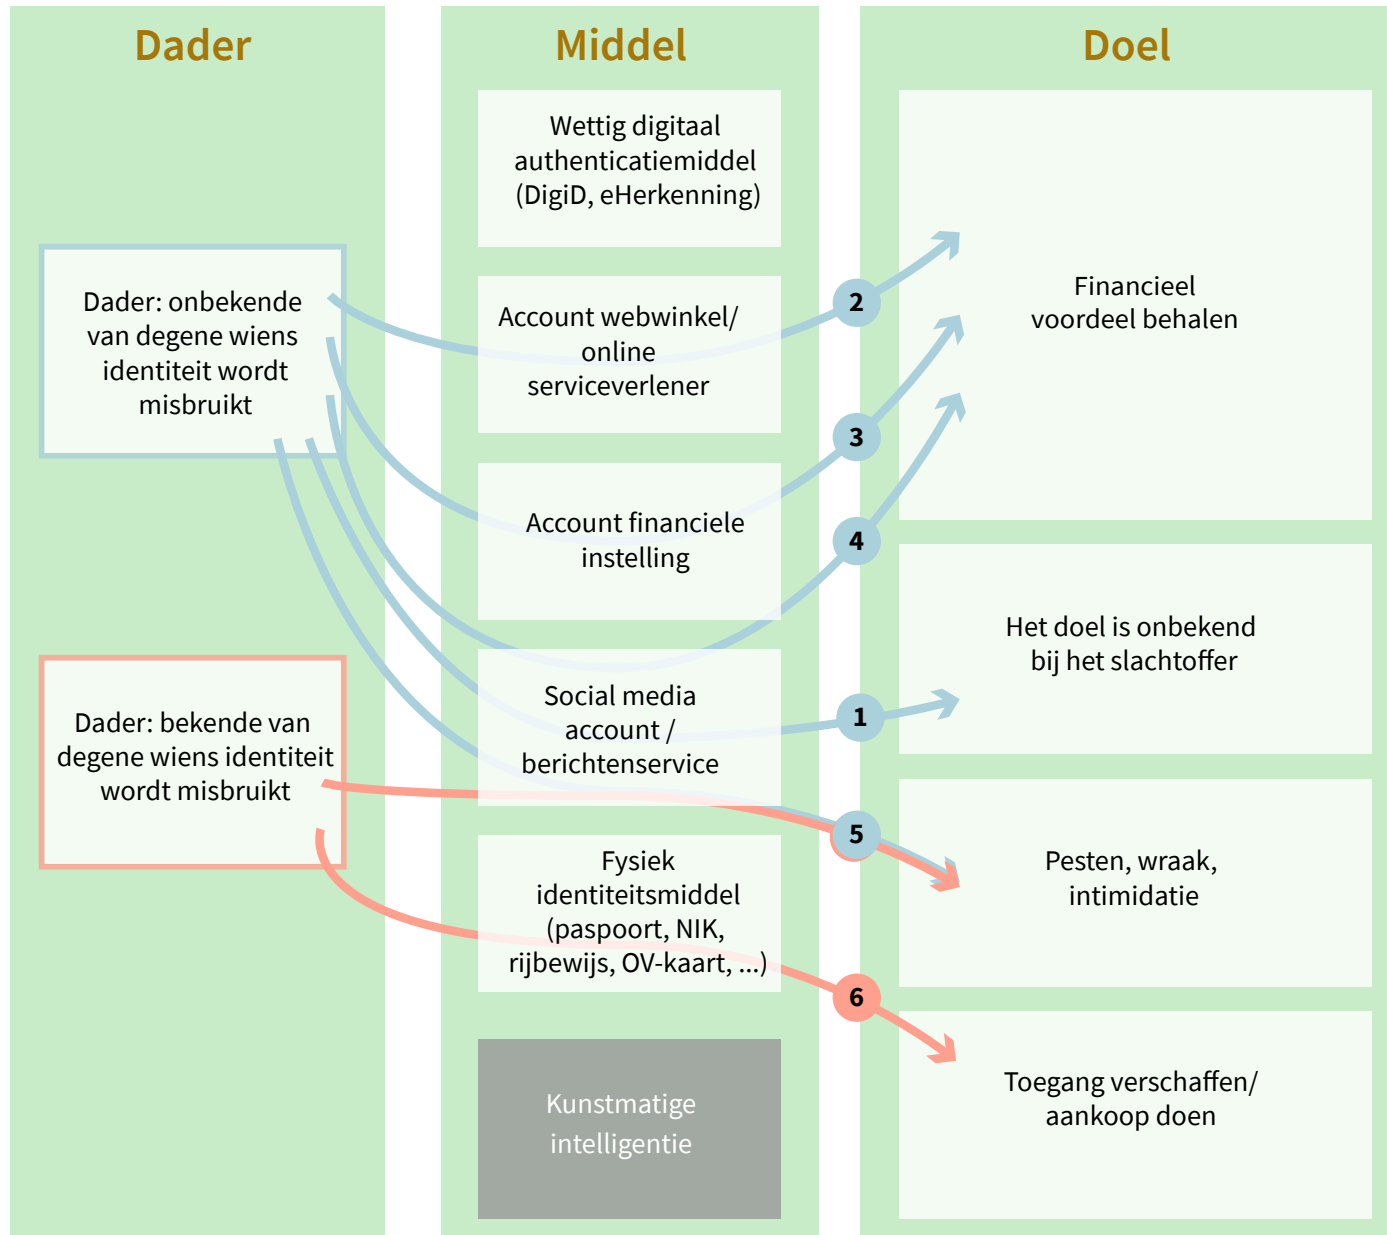 Dader
Dader: onbekende
van degene wiens
identiteit wordt
misbruikt
Dader: bekende van
degene wiens identiteit
wordt misbruikt
Middel
Wettig digitaal
authenticatiemiddel
(DigiD, eHerkenning)
Account webwinkel/
online
serviceverlener
Account financiele
instelling
Social media
account /
berichtenservice
Fysiek
identiteitsmiddel
(paspoort, NIK,
rijbewijs, OV-kaart, ...)
Kunstmatige
intelligentie
2
3
4
1
5
6
Doel
Financieel
voordeel behalen
Het doel is onbekend
bij het slachtoffer
Pesten, wraak,
intimidatie
Toegang verschaffen/
aankoop doen